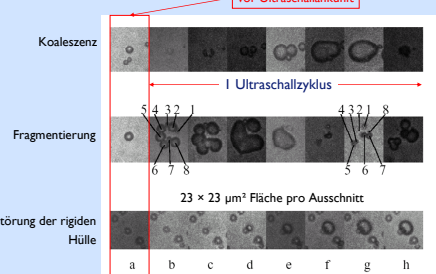 vor Ultraschallankunft
Koaleszenz
1 Ultraschallzyklus
5 4 3 2 1
4 3 2 1 8
Fragmentierung
6 7 8
5 7 6
23 × 23 µm² Fläche pro Ausschnitt
törung der rigiden
Hülle
a b c d e f g h